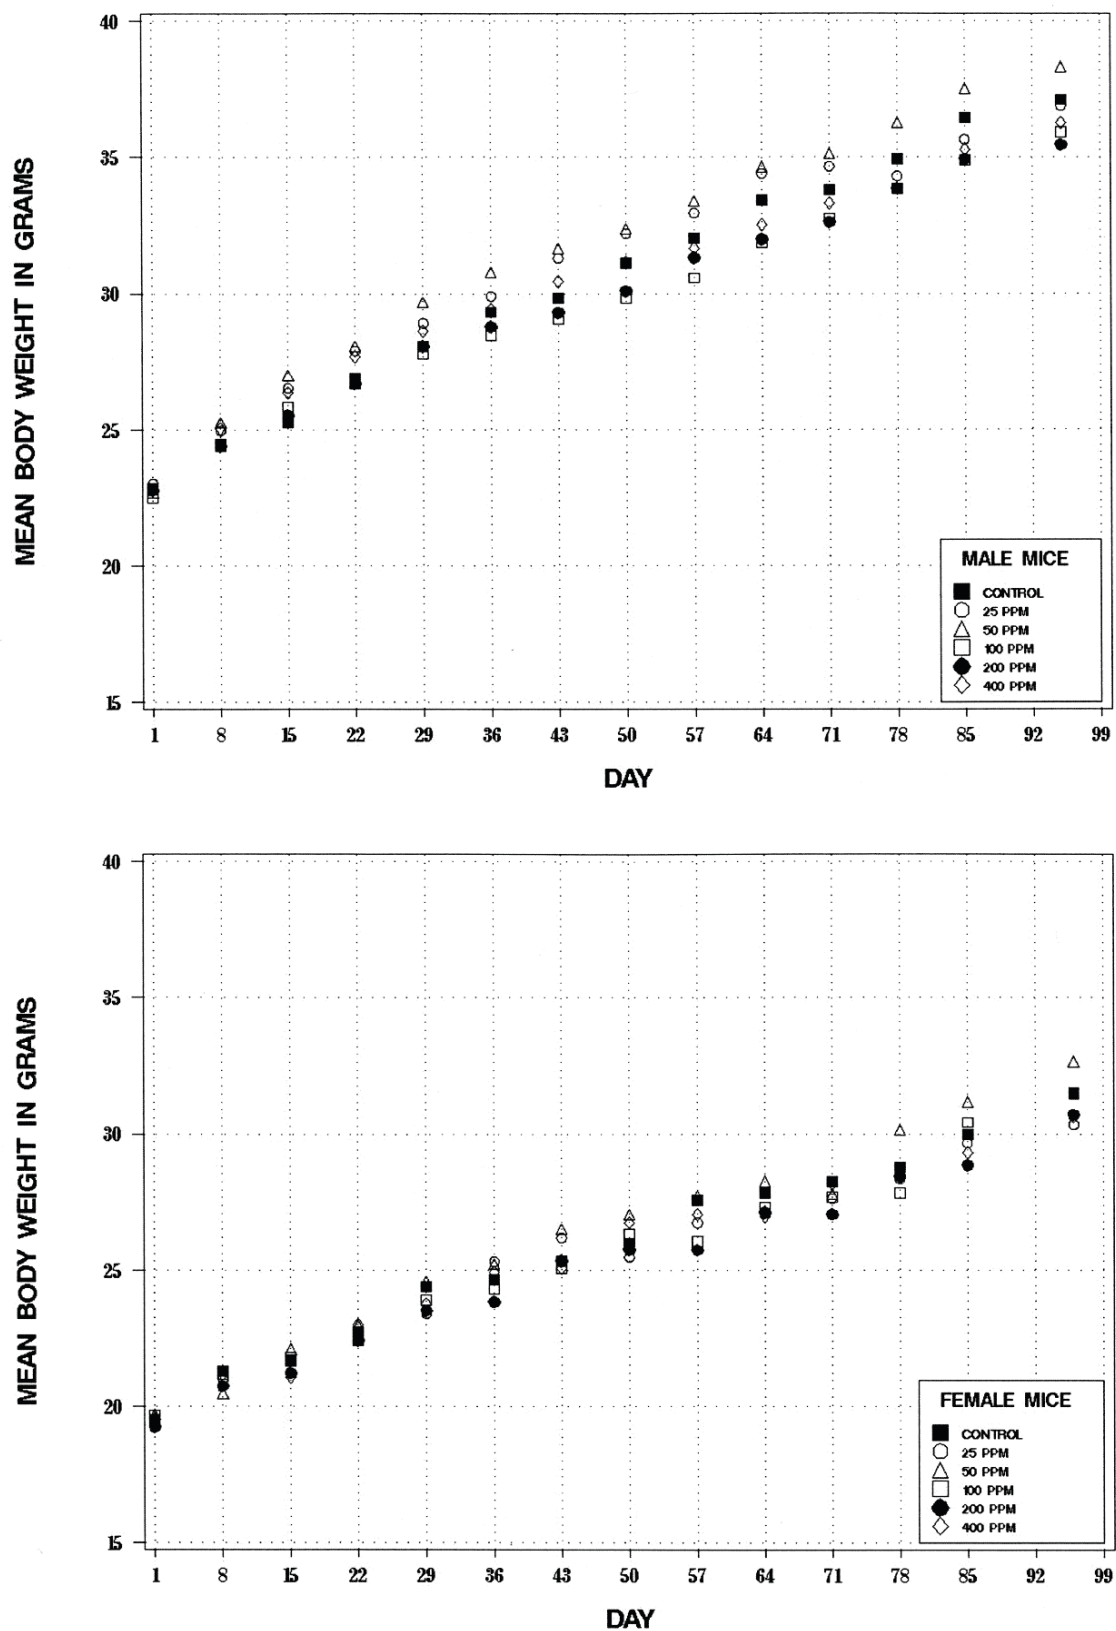 MEAN BODY WEIGHT IN GRAMS
40
35
30
25
20
15
MALE MICE
CONTROL
25 PPM
50 PPM
100 PPM
200 PPM
400 PPM
1 8 15 22 29 36 43 50 57 64 71 78 85 92 99
DAY
MEAN BODY WEIGHT IN GRAMS
40
35
30
25
20
15
FEMALE MICE
CONTROL
25 PPM
50 PPM
100 PPM
200 PPM
400 PPM
1 8 15 22 29 36 43 50 57 64 71 78 85 92 99
DAY